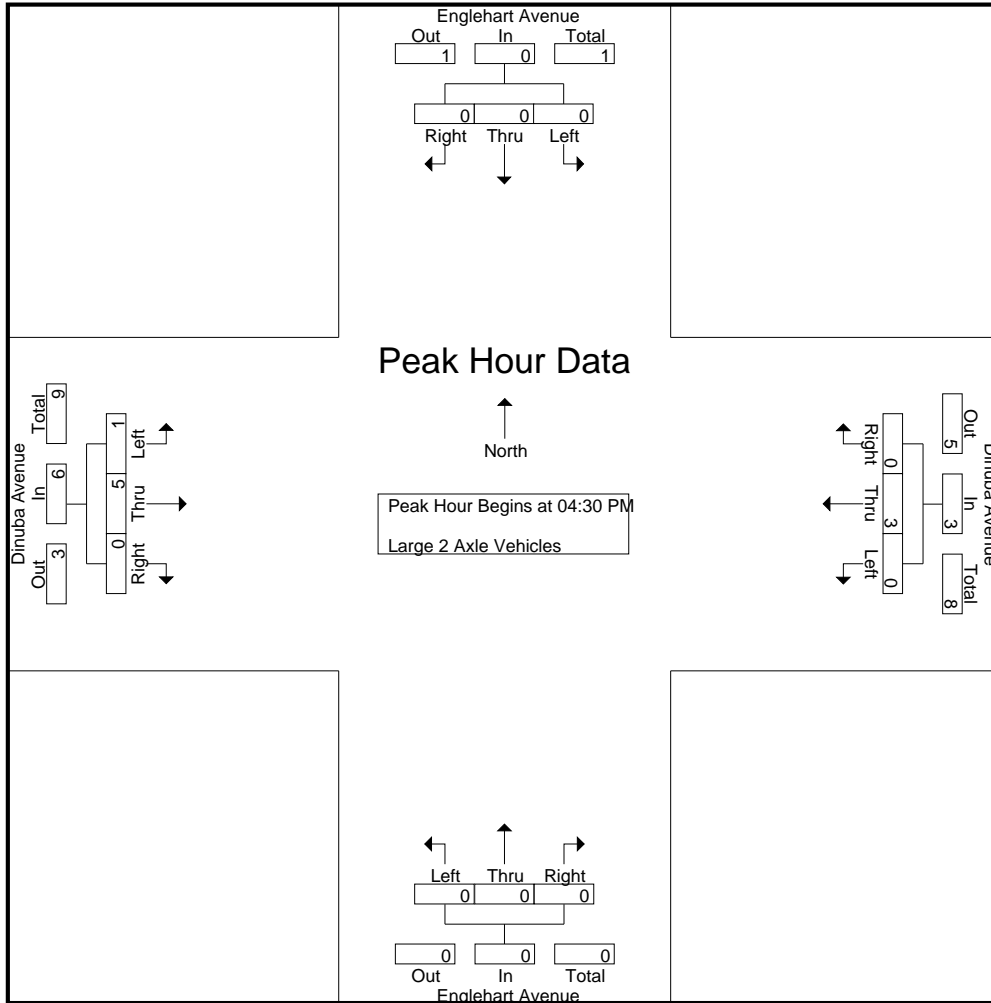 Englehart Avenue
Out In Total
1 0 1
0 0 0
Right Thru Left
Peak Hour Data
North
Peak Hour Begins at 04:30 PM
Large 2 Axle Vehicles
Dinuba Avenue
Out In Total
3 6 9
0 5 1
Right Thru Left
Dinuba Avenue
Out In Total
5 3 8
0 3 0
Right Thru Left
Left Thru Right
0 0 0
0 0 0
Out In Total
Englehart Avenue